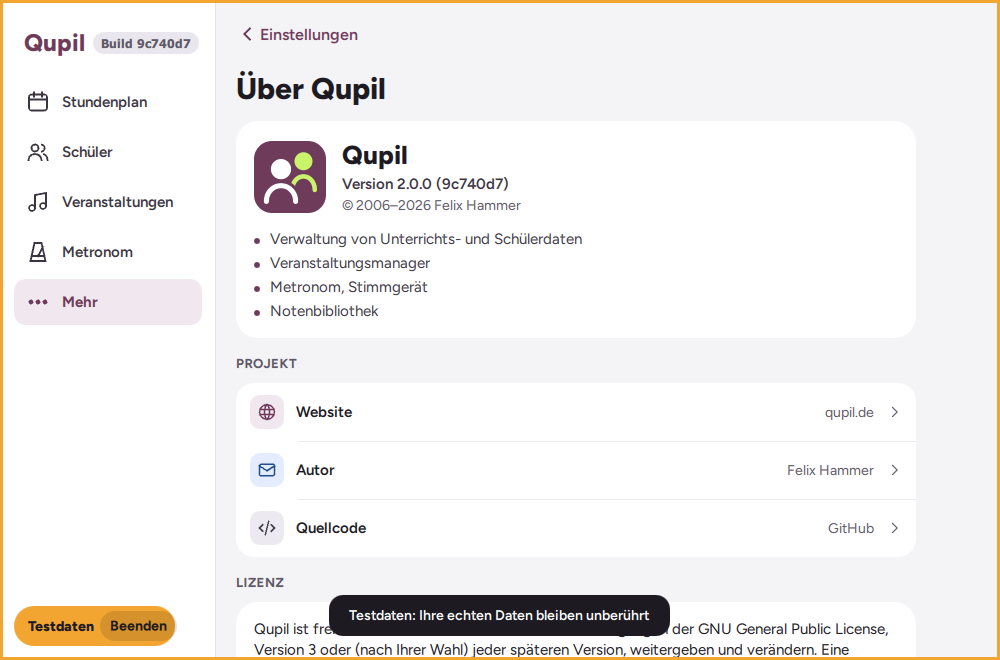 Qupil Build 9c740d7
Stundenplan
Schüler
Veranstaltungen
Metronom
Mehr
Testdaten Beenden
Einstellungen
Über Qupil
Qupil
Version 2.0.0 (9c740d7)
© 2006–2026 Felix Hammer
Verwaltung von Unterrichts- und Schülerdaten
Veranstaltungsmanager
Metronom, Stimmgerät
Notenbibliothek
PROJEKT
Website qupil.de
Autor Felix Hammer
Quellcode GitHub
LIZENZ
Testdaten: Ihre echten Daten bleiben unberührt
Qupil ist der GNU General Public License,
Version 3 oder (nach Ihrer Wahl) jeder späteren Version, weitergeben und verändern. Eine